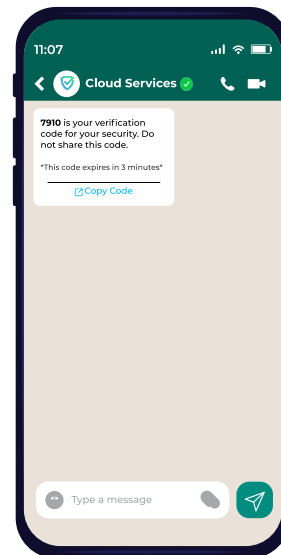 11:07
Cloud Services
7910 is your verification
code for your security. Do
not share this code.
*This code expires in 3 minutes*
Copy Code
Type a message